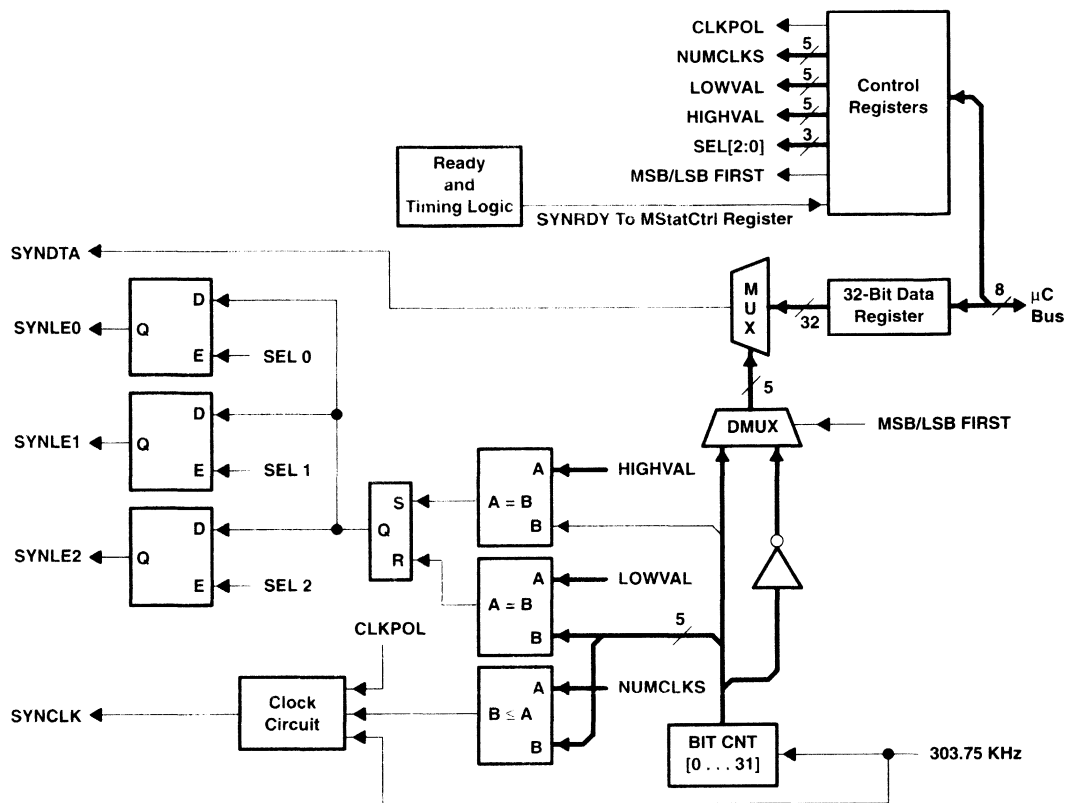 CLKPOL
5
NUMCLKS
5
LOWVAL
5
HIGHVAL
3
SEL[2:0]
MSB/LSB FIRST
Control
Registers
Ready
and
Timing Logic
SYNRDY To MStatCtrl Register
SYNDTA
MUX
32
32-Bit Data
Register
8
µC
Bus
D
SYNLE0
Q
E
SEL 0
5
D
SYNLE1
Q
E
SEL 1
DMUX
MSB/LSB FIRST
A
HIGHVAL
A = B
B
S
Q
R
D
SYNLE2
Q
E
SEL 2
A
LOWVAL
A = B
B
5
CLKPOL
A
NUMCLKS
B ≤ A
B
SYNCLK
Clock
Circuit
BIT CNT
[0 . . . 31]
303.75 KHz